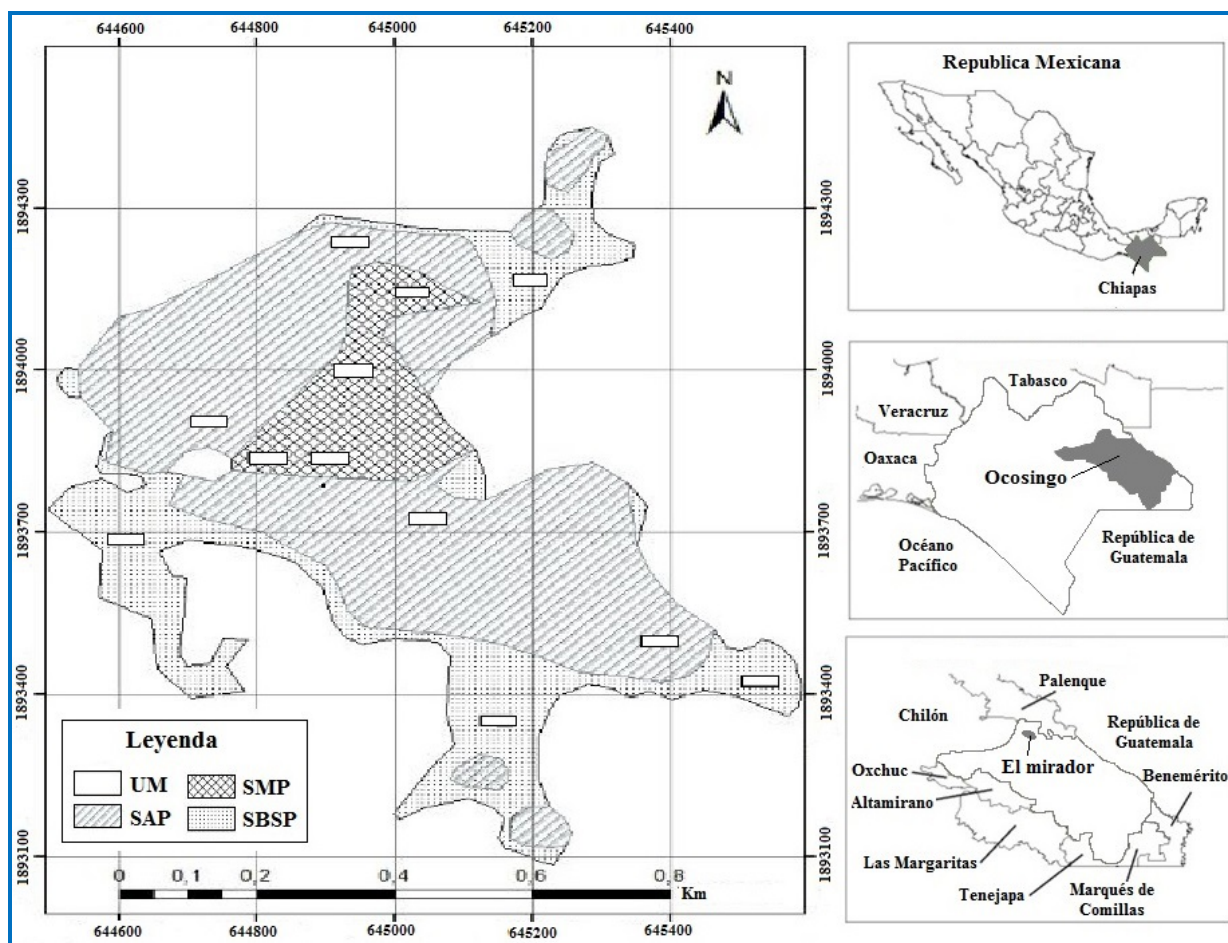 644600 644800 645000 645200 645400
N
1894300
1894000
1893700
1893400
1893100
1894300
1894000
1893700
1893400
1893100
Leyenda
UM
SMP
SAP
SBSP
0 0,1 0,2 0,4 0,6 0,8
Km
644600 644800 645000 645200 645400
Republica Mexicana
Chiapas
Tabasco
Veracruz
Oaxaca
Ocosingo
Océano
Pacífico
República de
Guatemala
Palenque
Chilón
República de
Guatemala
El mirador
Oxchuc
Benemérito
Altamirano
Las Margaritas
Tenejapa
Marqués de
Comillas